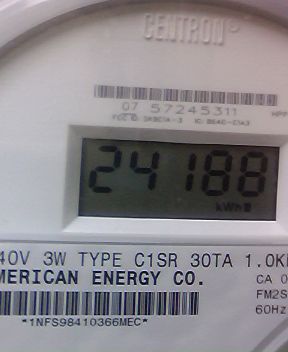 CENTRON®
07 57245311
24188
kWh
40V 3W TYPE C1SR 30TA 1.0K
MERICAN ENERGY CO.
CA 0
FM2S
60Hz
*1NFS98410366MEC*